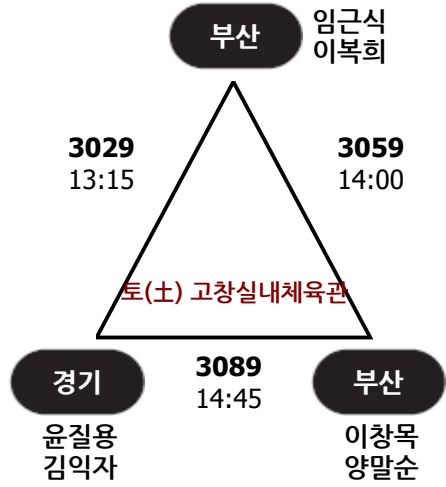 부산
임근식
이복희
3029
13:15
3059
14:00
토(土) 고창실내체육관
3089
14:45
경기
윤질용
김익자
부산
이창목
양말순